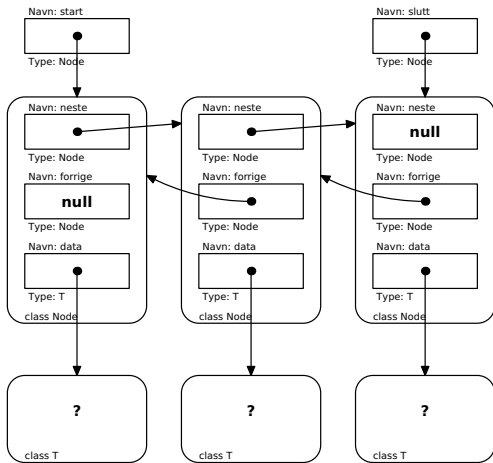 Navn: start
Type: Node
Navn: slutt
Type: Node
Navn: neste
Type: Node
Navn: forrige
null
Type: Node
Navn: data
Type: T
class Node
Navn: neste
Type: Node
Navn: forrige
Type: Node
Navn: data
Type: T
class Node
Navn: neste
null
Type: Node
Navn: forrige
Type: Node
Navn: data
Type: T
class Node
?
class T
?
class T
?
class T